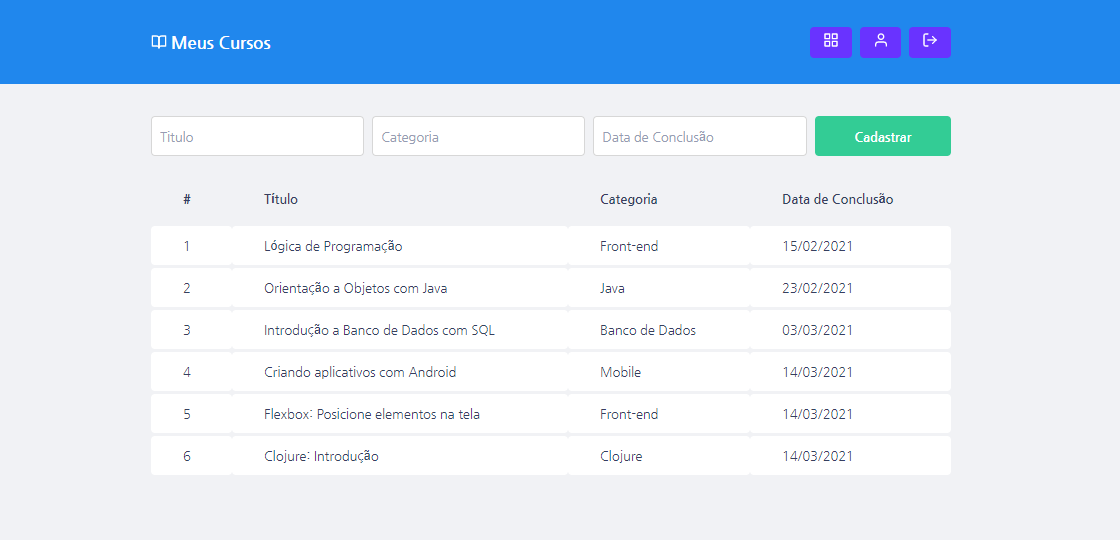 Meus Cursos
Título Categoria Data de Conclusão Cadastrar
# Título Categoria Data de Conclusão
1 Lógica de Programação Front-end 15/02/2021
2 Orientação a Objetos com Java Java 23/02/2021
3 Introdução a Banco de Dados com SQL Banco de Dados 03/03/2021
4 Criando aplicativos com Android Mobile 14/03/2021
5 Flexbox: Posicione elementos na tela Front-end 14/03/2021
6 Clojure: Introdução Clojure 14/03/2021